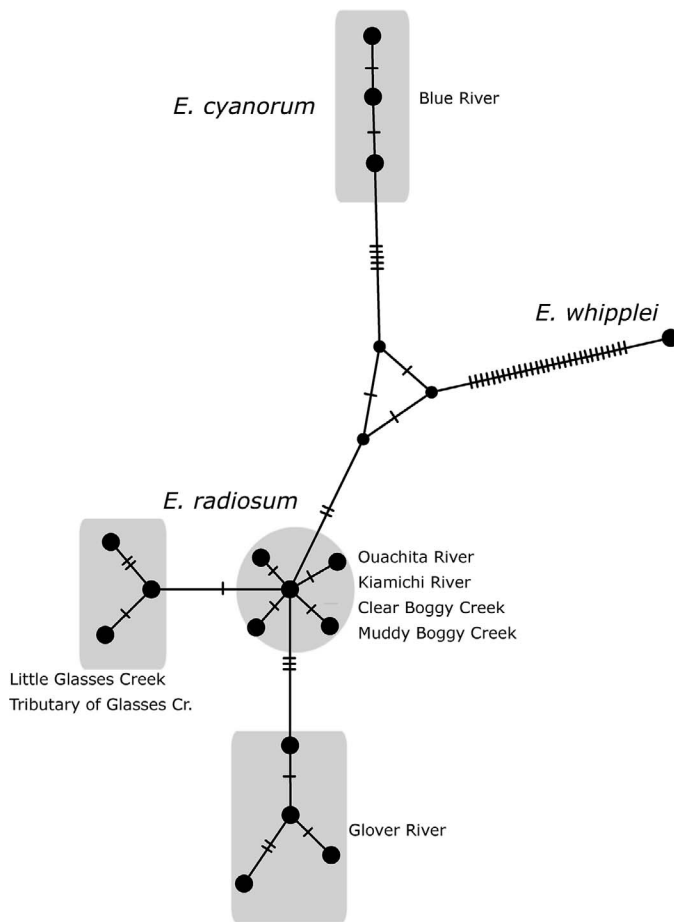 E. cyanorum
Blue River
E. whipplei
E. radiosum
Ouachita River
Kiamichi River
Clear Boggy Creek
Muddy Boggy Creek
Little Glasses Creek
Tributary of Glasses Cr.
Glover River